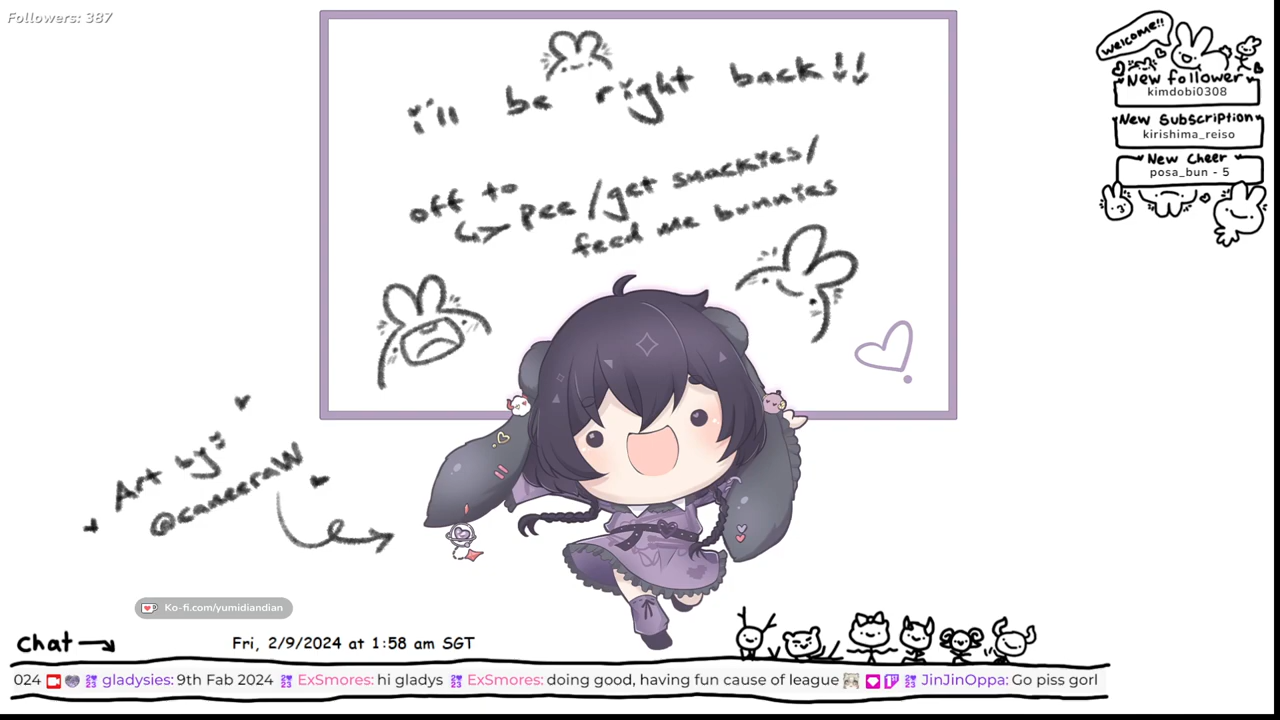 Followers: 387
i'll be right back!!
off to
pee/get snackies/
feed me bunnies
welcome!!
New follower
kimdobi0308
New Subscription
kirishima_reiso
New Cheer
posa_bun - 5
Art by:
@cameeraW
Ko-fi.com/yumidiandian
Chat
Fri, 2/9/2024 at 1:58 am SGT
024 gladysies: 9th Fab 2024 ExSmores: hi gladys ExSmores: doing good, having fun cause of league JinJinOppa: Go piss gorl